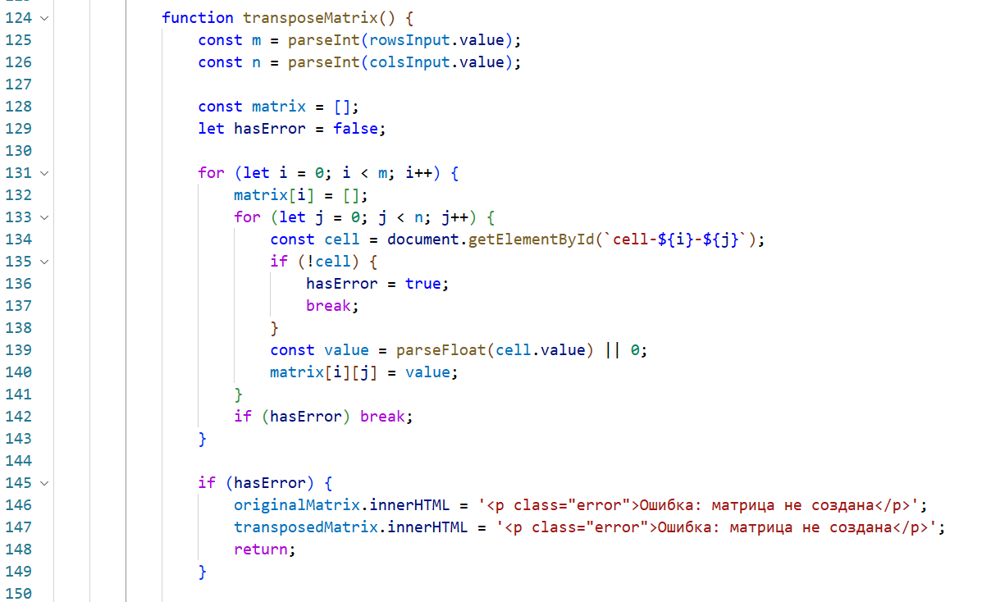 124 function transposeMatrix() {
125 const m = parseInt(rowsInput.value);
126 const n = parseInt(colsInput.value);
127
128 const matrix = [];
129 let hasError = false;
130
131 for (let i = 0; i < m; i++) {
132 matrix[i] = [];
133 for (let j = 0; j < n; j++) {
134 const cell = document.getElementById(`cell-${i}-${j}`);
135 if (!cell) {
136 hasError = true;
137 break;
138 }
139 const value = parseFloat(cell.value) || 0;
140 matrix[i][j] = value;
141 }
142 if (hasError) break;
143 }
144
145 if (hasError) {
146 originalMatrix.innerHTML = '<p class="error">Ошибка: матрица не создана</p>';
147 transposedMatrix.innerHTML = '<p class="error">Ошибка: матрица не создана</p>';
148 return;
149 }
150